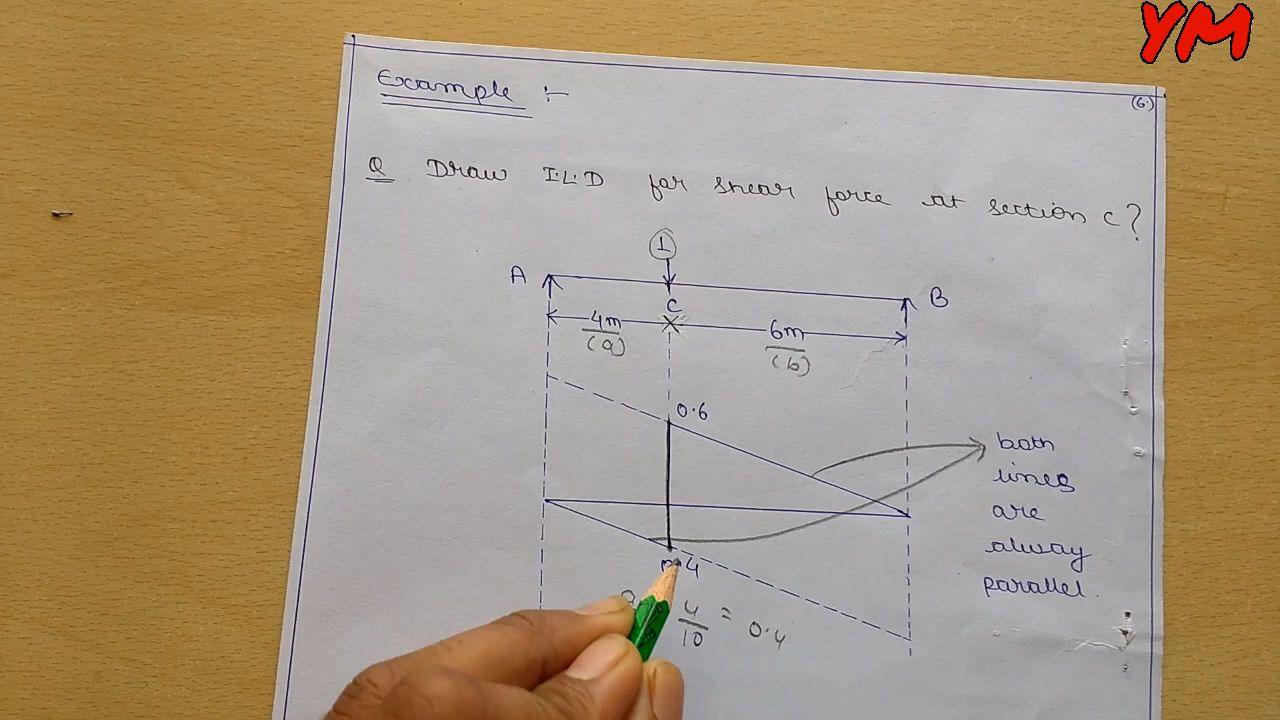 YM
(6.)
Example :-
Q Draw I.L.D for shear force at section C?
1
A
B
C
4m
(a)
6m
(b)
0.6
both
lines
are
alway
parallel.
0.4
4/10 = 0.4